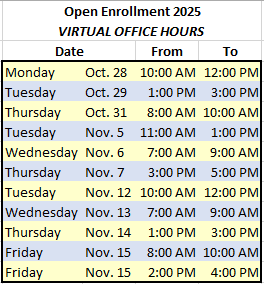 Open Enrollment 2025
VIRTUAL OFFICE HOURS
Date From To
Monday Oct. 28 10:00 AM 12:00 PM
Tuesday Oct. 29 1:00 PM 3:00 PM
Thursday Oct. 31 8:00 AM 10:00 AM
Tuesday Nov. 5 11:00 AM 1:00 PM
Wednesday Nov. 6 7:00 AM 9:00 AM
Thursday Nov. 7 3:00 PM 5:00 PM
Tuesday Nov. 12 10:00 AM 12:00 PM
Wednesday Nov. 13 7:00 AM 9:00 AM
Thursday Nov. 14 1:00 PM 3:00 PM
Friday Nov. 15 8:00 AM 10:00 AM
Friday Nov. 15 2:00 PM 4:00 PM